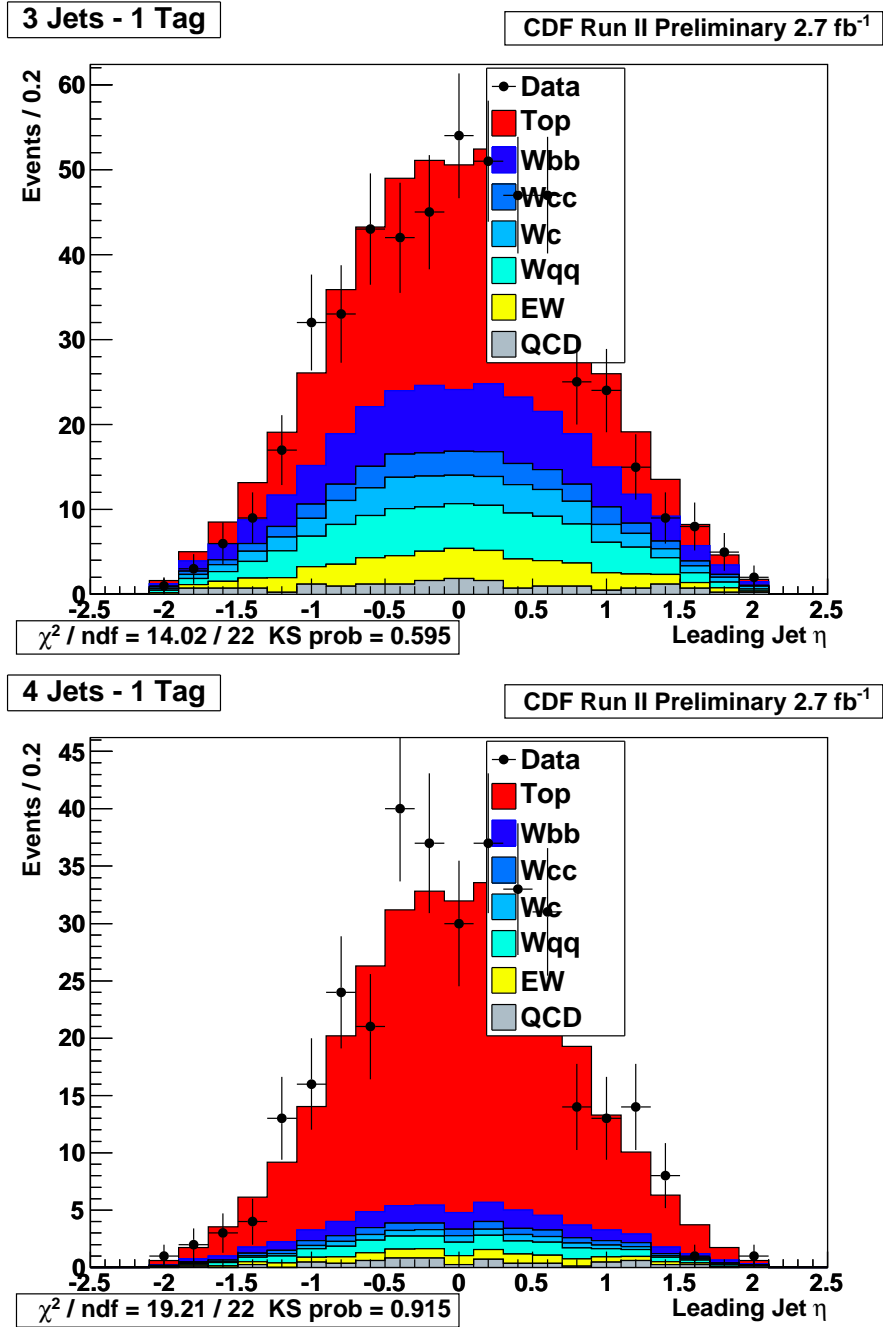 3 Jets - 1 Tag
CDF Run II Preliminary 2.7 fb⁻¹
Events / 0.2
60
50
40
30
20
10
0
Data
Top
Wbb
Wcc
Wc
Wqq
EW
QCD
-2.5 -2 -1.5 -1 -0.5 0 0.5 1 1.5 2 2.5
Leading Jet η
χ² / ndf = 14.02 / 22 KS prob = 0.595
4 Jets - 1 Tag
CDF Run II Preliminary 2.7 fb⁻¹
Events / 0.2
45
40
35
30
25
20
15
10
5
0
Data
Top
Wbb
Wcc
Wc
Wqq
EW
QCD
-2.5 -2 -1.5 -1 -0.5 0 0.5 1 1.5 2 2.5
Leading Jet η
χ² / ndf = 19.21 / 22 KS prob = 0.915